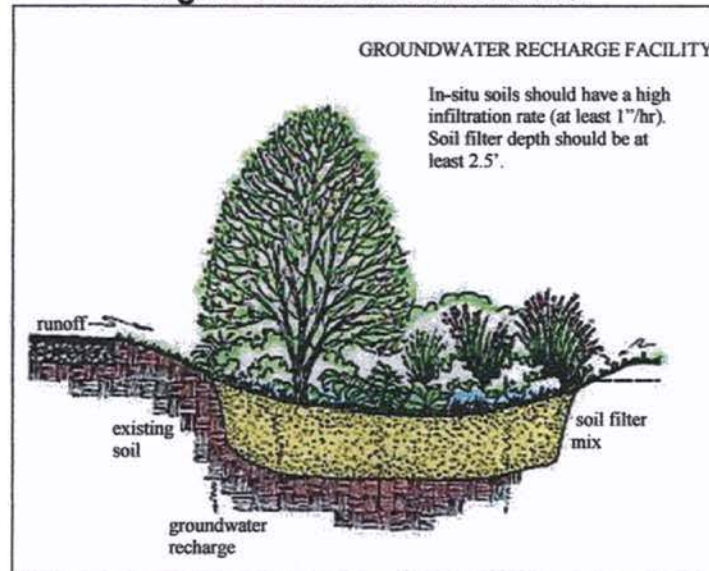 GROUNDWATER RECHARGE FACILITY
In-situ soils should have a high
infiltration rate (at least 1"/hr).
Soil filter depth should be at
least 2.5'.
runoff
existing
soil
soil filter
mix
groundwater
recharge